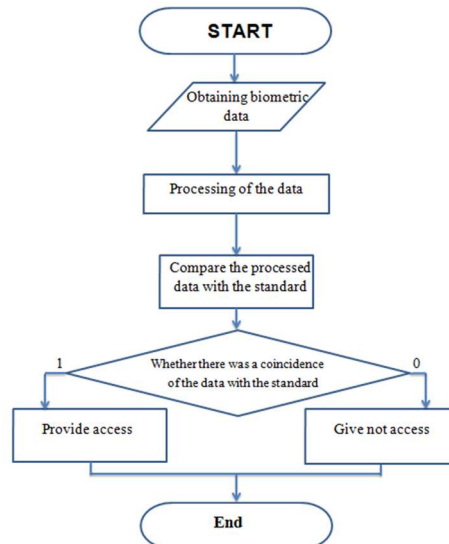 START
Obtaining biometric
data
Processing of the data
Compare the processed
data with the standard
1
0
Whether there was a coincidence
of the data with the standard
Provide access
Give not access
End